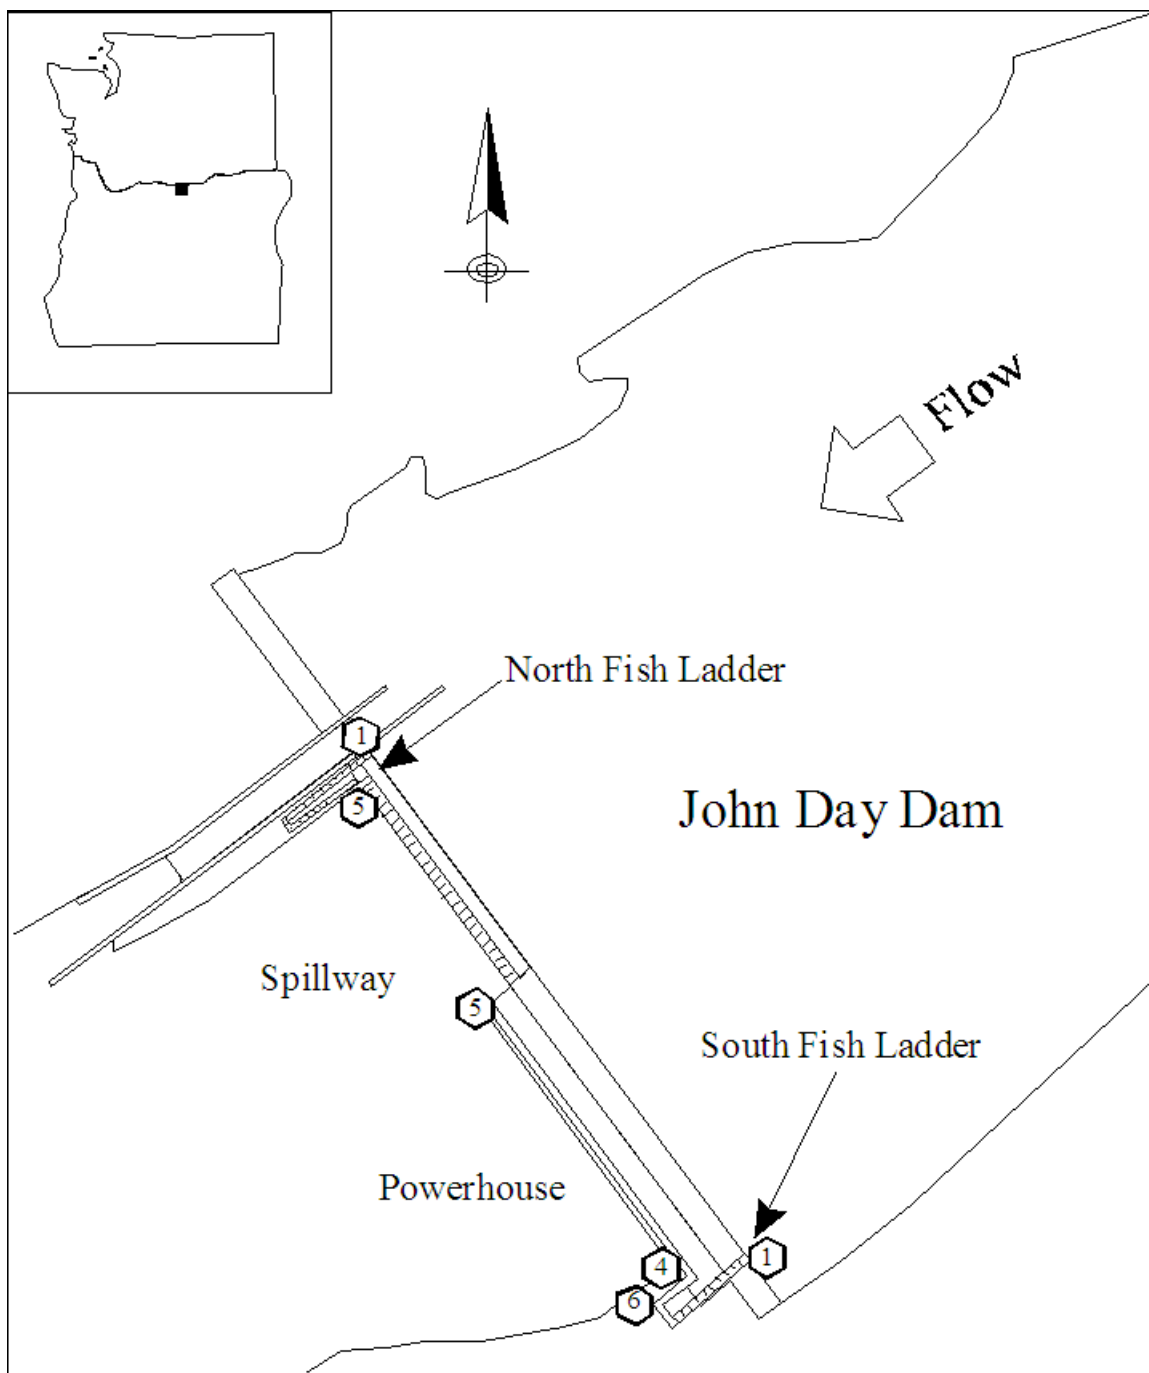 Flow
North Fish Ladder
1
5
John Day Dam
Spillway
5
South Fish Ladder
Powerhouse
1
4
6